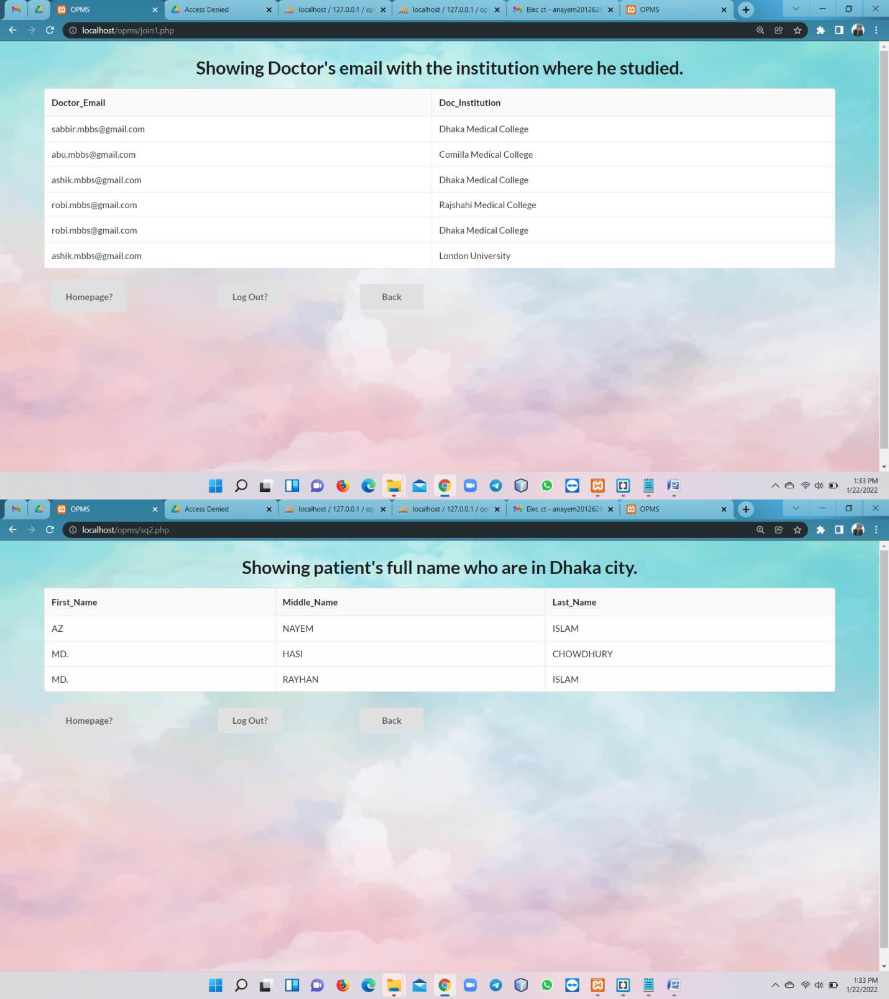 OPMS
Access Denied
localhost / 127.0.0.1 / op
localhost / 127.0.0.1 / op
Elec ct - anayem201262@
OPMS
localhost/opms/join1.php
Showing Doctor's email with the institution where he studied.
Doctor_Email Doc_Institution
sabbir.mbbs@gmail.com Dhaka Medical College
abu.mbbs@gmail.com Comilla Medical College
ashik.mbbs@gmail.com Dhaka Medical College
robi.mbbs@gmail.com Rajshahi Medical College
robi.mbbs@gmail.com Dhaka Medical College
ashik.mbbs@gmail.com London University
Homepage? Log Out? Back
1:33 PM
1/22/2022
OPMS
Access Denied
localhost / 127.0.0.1 / op
localhost / 127.0.0.1 / op
Elec ct - anayem201262@
OPMS
localhost/opms/sq2.php
Showing patient's full name who are in Dhaka city.
First_Name Middle_Name Last_Name
AZ NAYEM ISLAM
MD. HASI CHOWDHURY
MD. RAYHAN ISLAM
Homepage? Log Out? Back
1:33 PM
1/22/2022